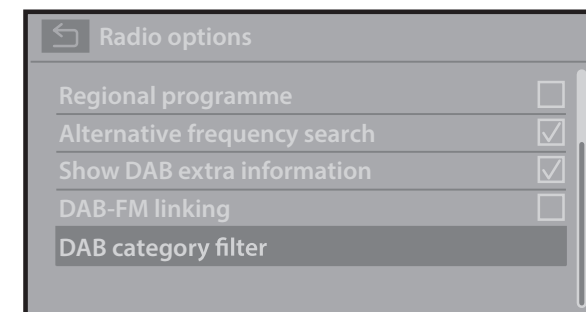 Radio options
Regional programme
Alternative frequency search
Show DAB extra information
DAB-FM linking
DAB category filter